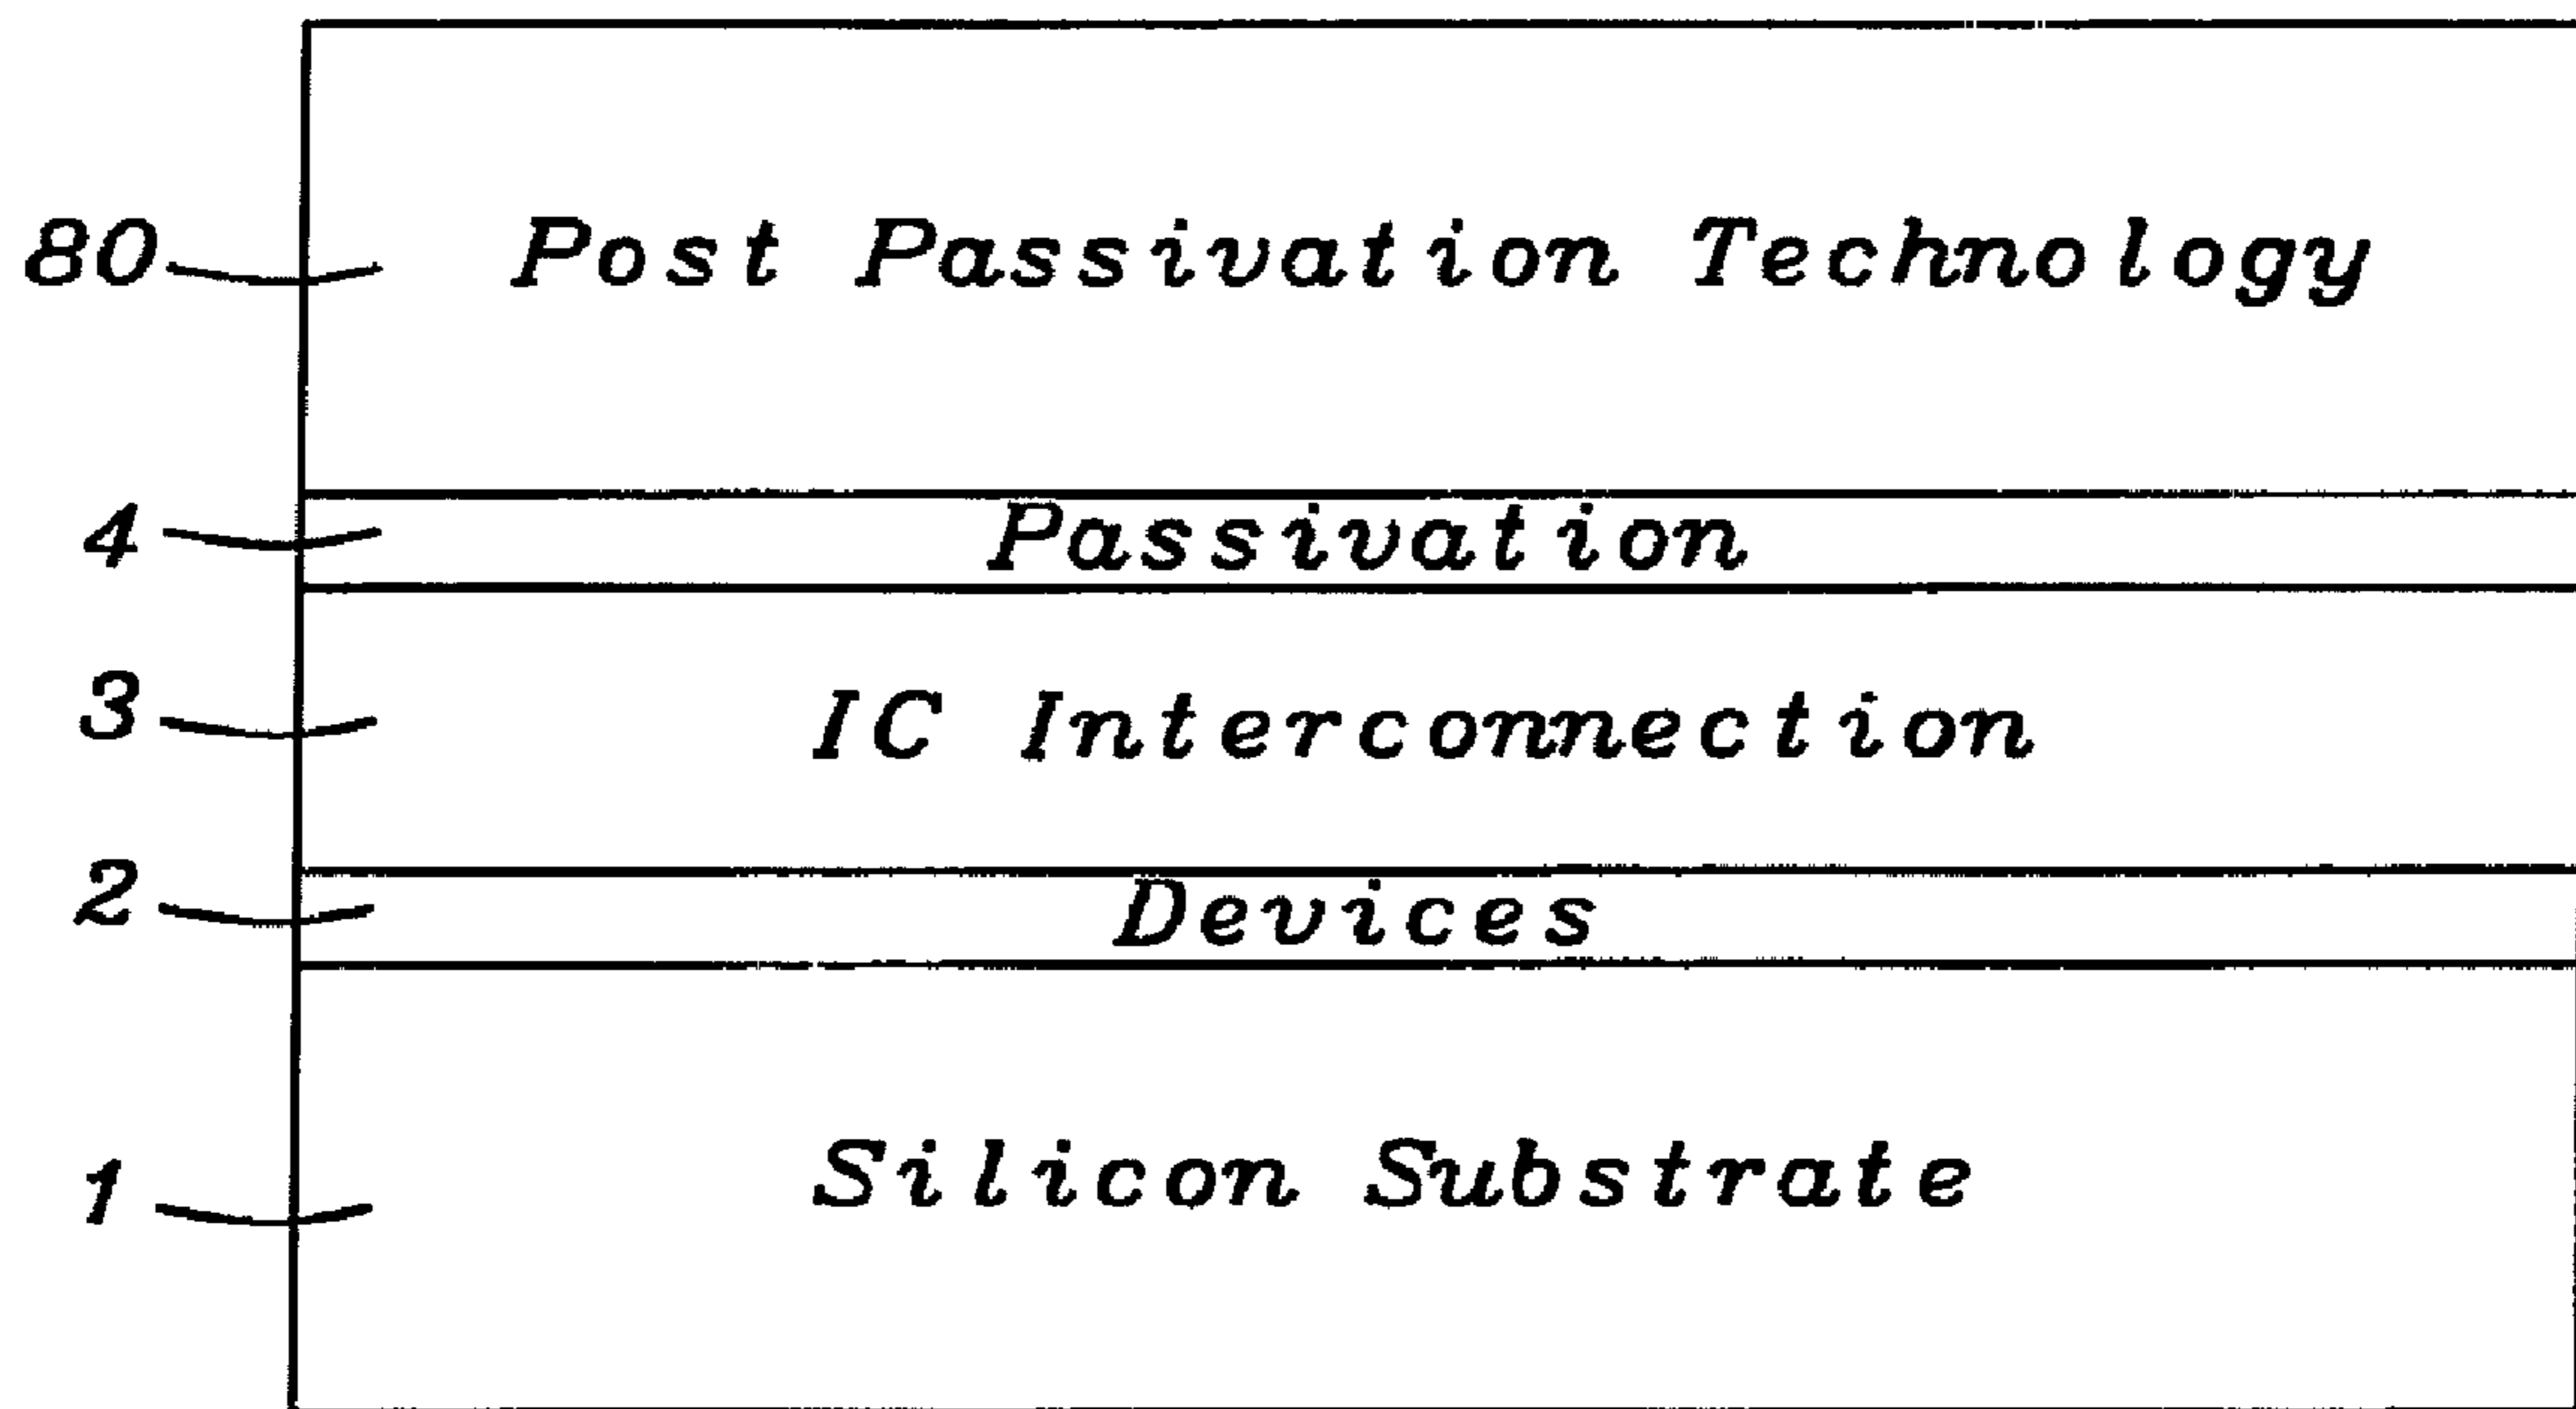 80 Post Passivation Technology
4 Passivation
3 IC Interconnection
2 Devices
1 Silicon Substrate